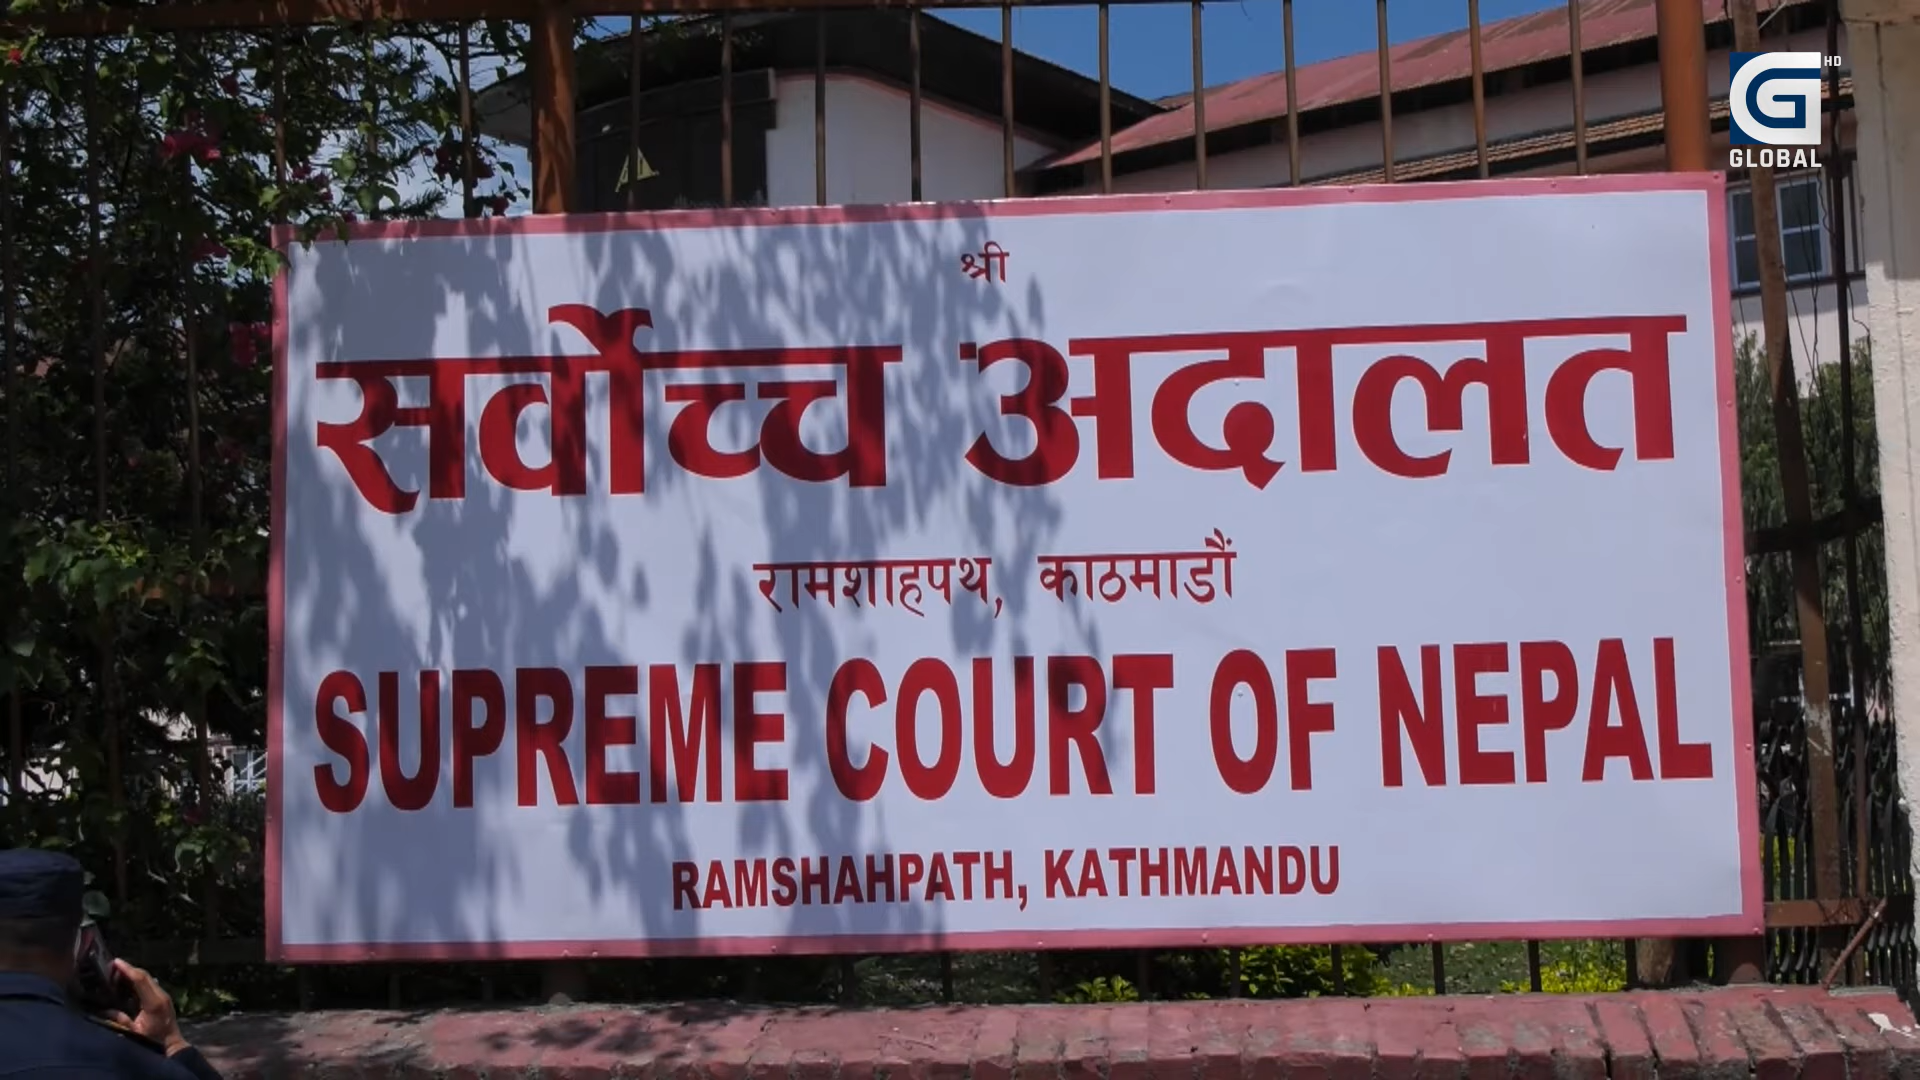 श्री
सर्वोच्च अदालत
रामशाहपथ, काठमाडौं
SUPREME COURT OF NEPAL
RAMSHAHPATH, KATHMANDU
G HD
GLOBAL